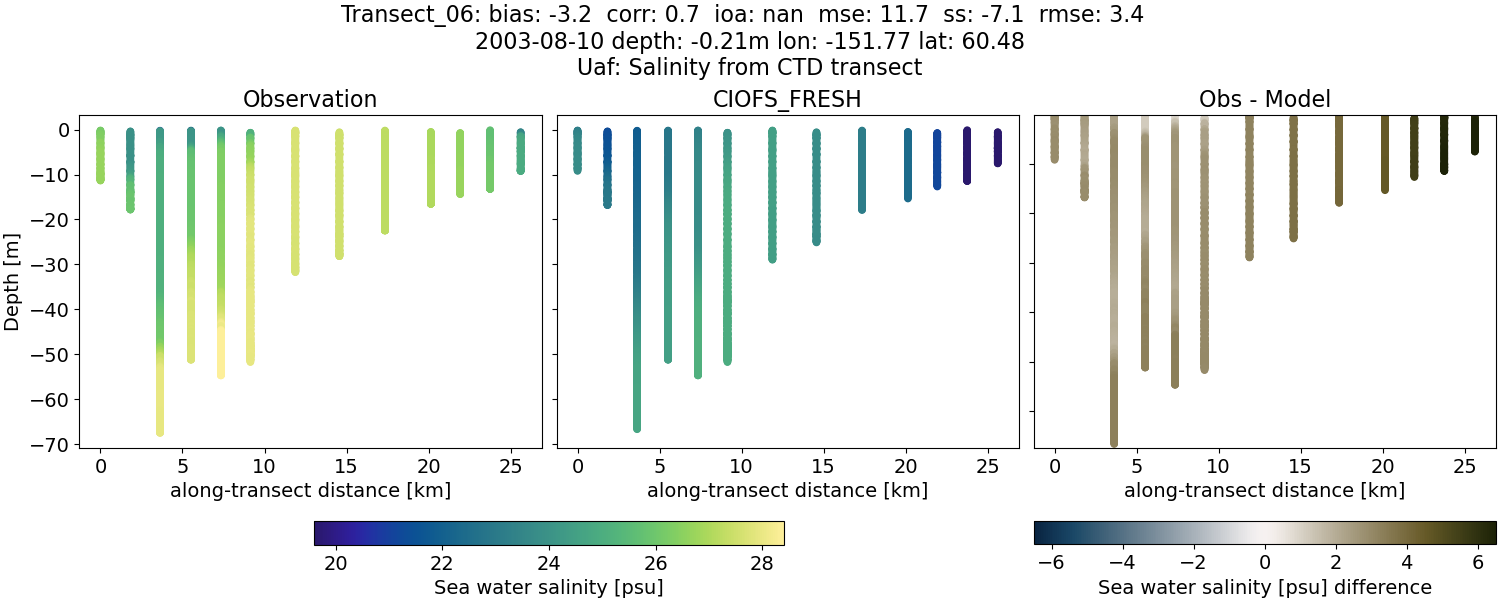 Transect_06: bias: -3.2  corr: 0.7  ioa: nan  mse: 11.7  ss: -7.1  rmse: 3.4
2003-08-10 depth: -0.21m lon: -151.77 lat: 60.48
Uaf: Salinity from CTD transect
Observation
CIOFS_FRESH
Obs - Model
Depth [m]
0
−10
−20
−30
−40
−50
−60
−70
0 5 10 15 20 25
0 5 10 15 20 25
0 5 10 15 20 25
along-transect distance [km]
along-transect distance [km]
along-transect distance [km]
20 22 24 26 28
Sea water salinity [psu]
−6 −4 −2 0 2 4 6
Sea water salinity [psu] difference